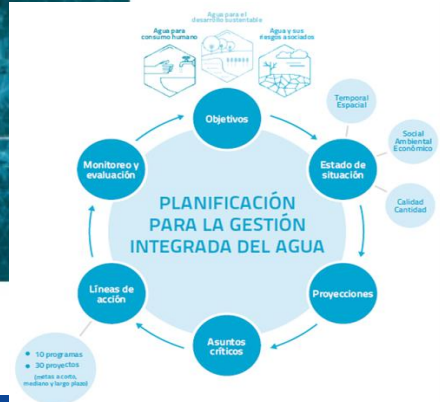 Agua para el
desarrollo sustentable
Agua para
consumo humano
Agua y sus
riesgos asociados
Objetivos
Temporal
Espacial
Social
Ambiental
Económico
Estado de
situación
Calidad
Cantidad
Monitoreo y
evaluación
PLANIFICACIÓN
PARA LA GESTIÓN
INTEGRADA DEL AGUA
Proyecciones
Líneas de
acción
Asuntos
críticos
10 programas
30 proyectos
(metas a corto,
mediano y largo plazo)